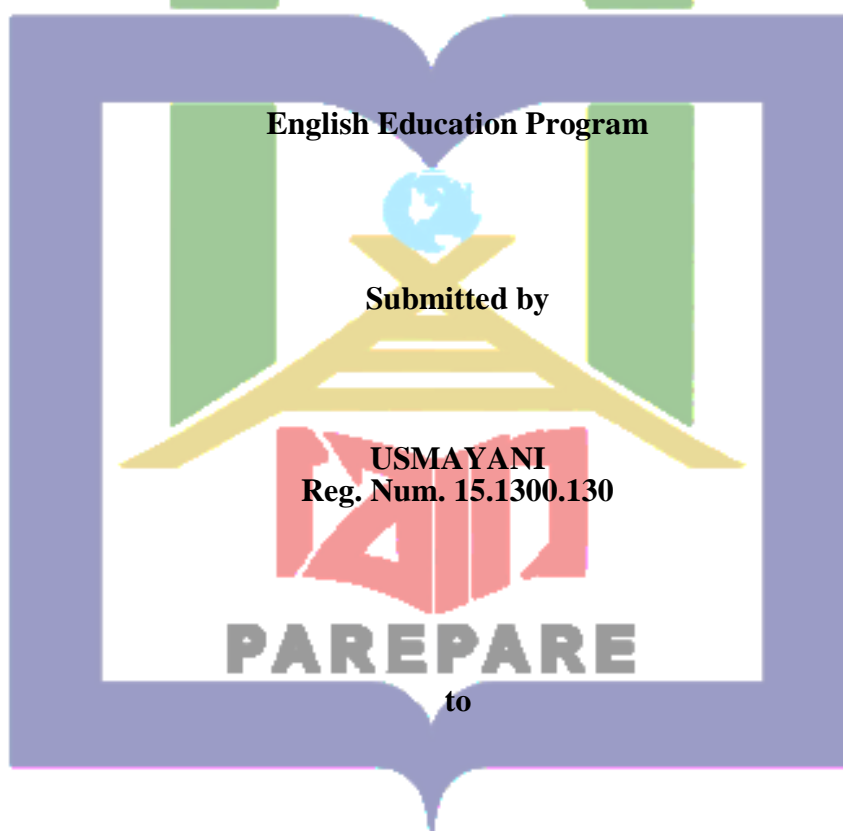 English Education Program
Submitted by
USMAYANI
Reg. Num. 15.1300.130
PAREPARE
to